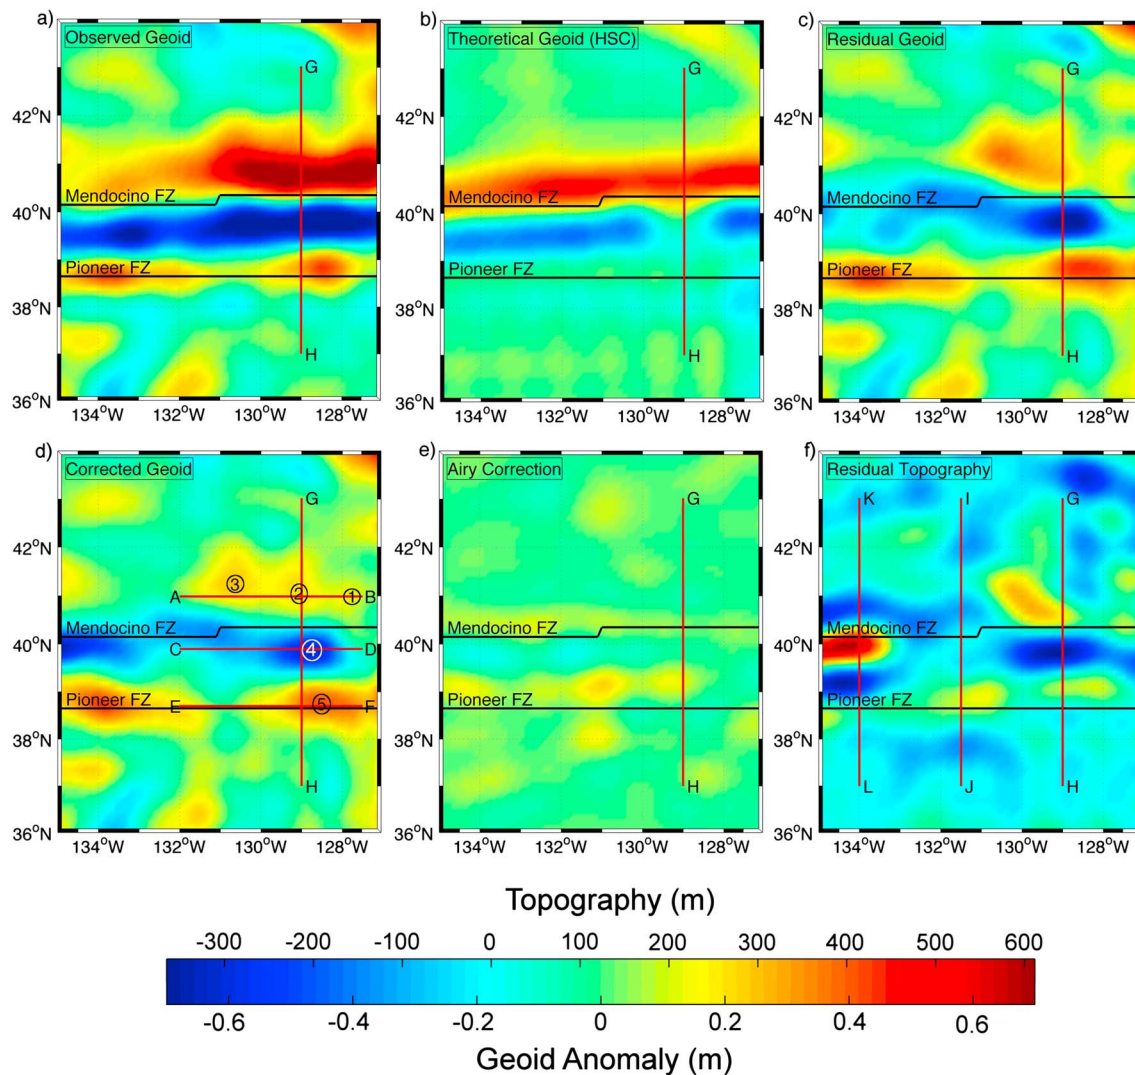 a)
Observed Geoid
G
42°N
Mendocino FZ
40°N
Pioneer FZ
38°N
H
36°N
134°W 132°W 130°W 128°W
b)
Theoretical Geoid (HSC)
G
42°N
Mendocino FZ
40°N
Pioneer FZ
38°N
H
36°N
134°W 132°W 130°W 128°W
c)
Residual Geoid
G
42°N
Mendocino FZ
40°N
Pioneer FZ
38°N
H
36°N
134°W 132°W 130°W 128°W
d)
Corrected Geoid
G
42°N
③
②
①
A
B
Mendocino FZ
40°N
C
④
D
Pioneer FZ
E
⑤
F
38°N
H
36°N
134°W 132°W 130°W 128°W
e)
Airy Correction
G
42°N
Mendocino FZ
40°N
Pioneer FZ
38°N
H
36°N
134°W 132°W 130°W 128°W
f)
Residual Topography
K I G
42°N
Mendocino FZ
40°N
Pioneer FZ
38°N
L J H
36°N
134°W 132°W 130°W 128°W
Topography (m)
-300 -200 -100 0 100 200 300 400 500 600
-0.6 -0.4 -0.2 0 0.2 0.4 0.6
Geoid Anomaly (m)